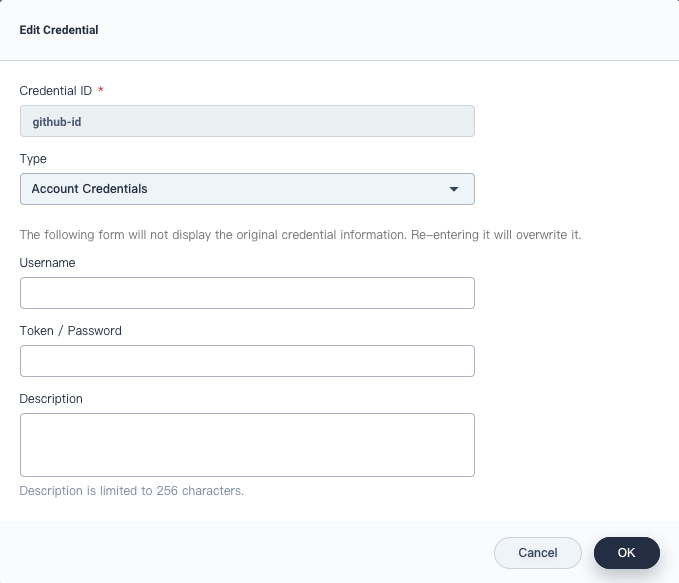 Edit Credential
Credential ID *
github-id
Type
Account Credentials
The following form will not display the original credential information. Re-entering it will overwrite it.
Username
Token / Password
Description
Description is limited to 256 characters.
Cancel OK